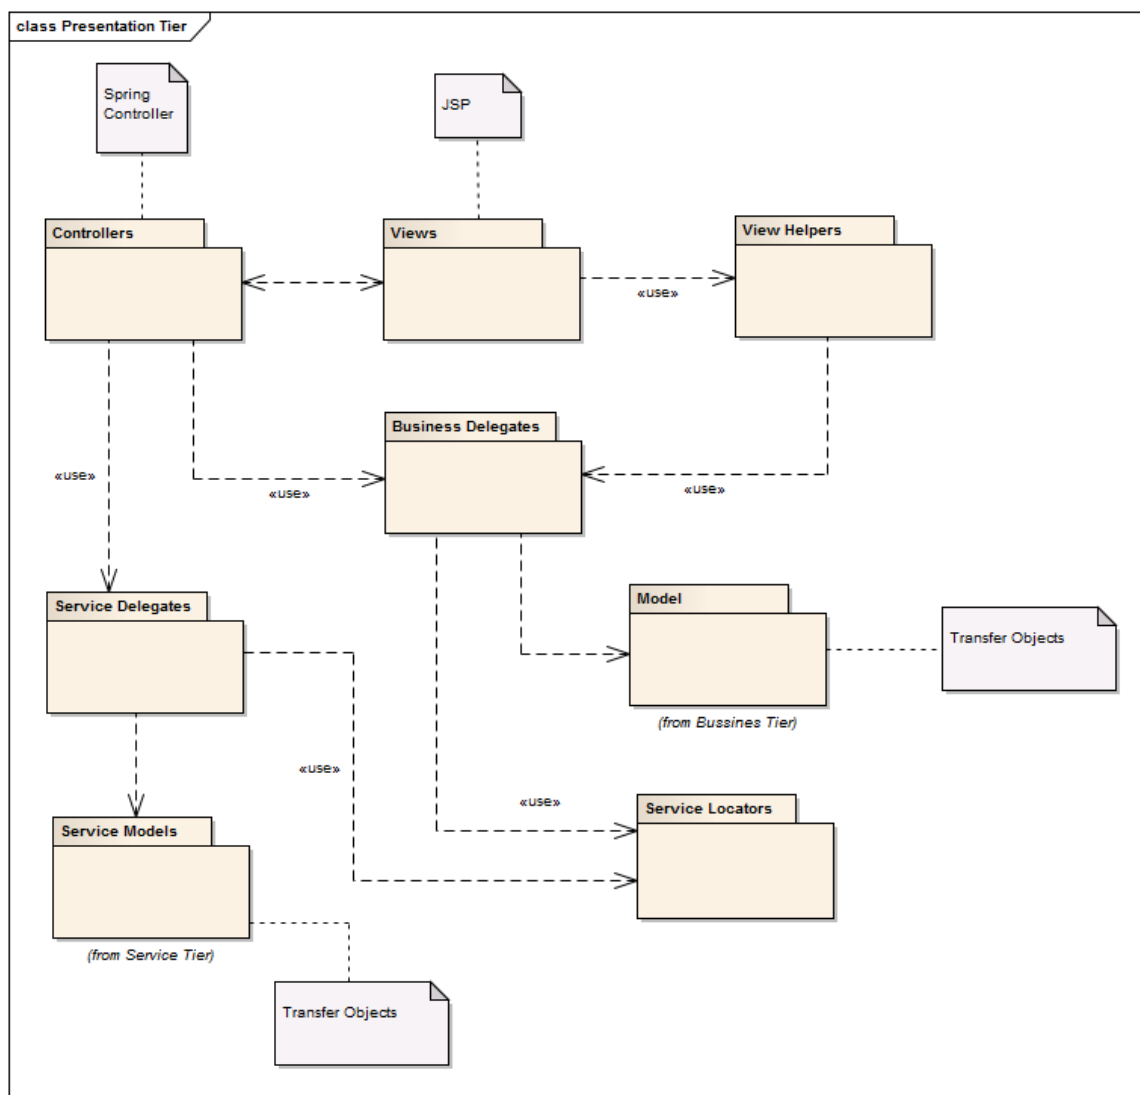 class Presentation Tier
Spring
Controller
JSP
Controllers
Views
View Helpers
«use»
Business Delegates
«use»
«use»
«use»
Service Delegates
Model
Transfer Objects
(from Bussines Tier)
«use»
«use»
Service Locators
Service Models
(from Service Tier)
Transfer Objects